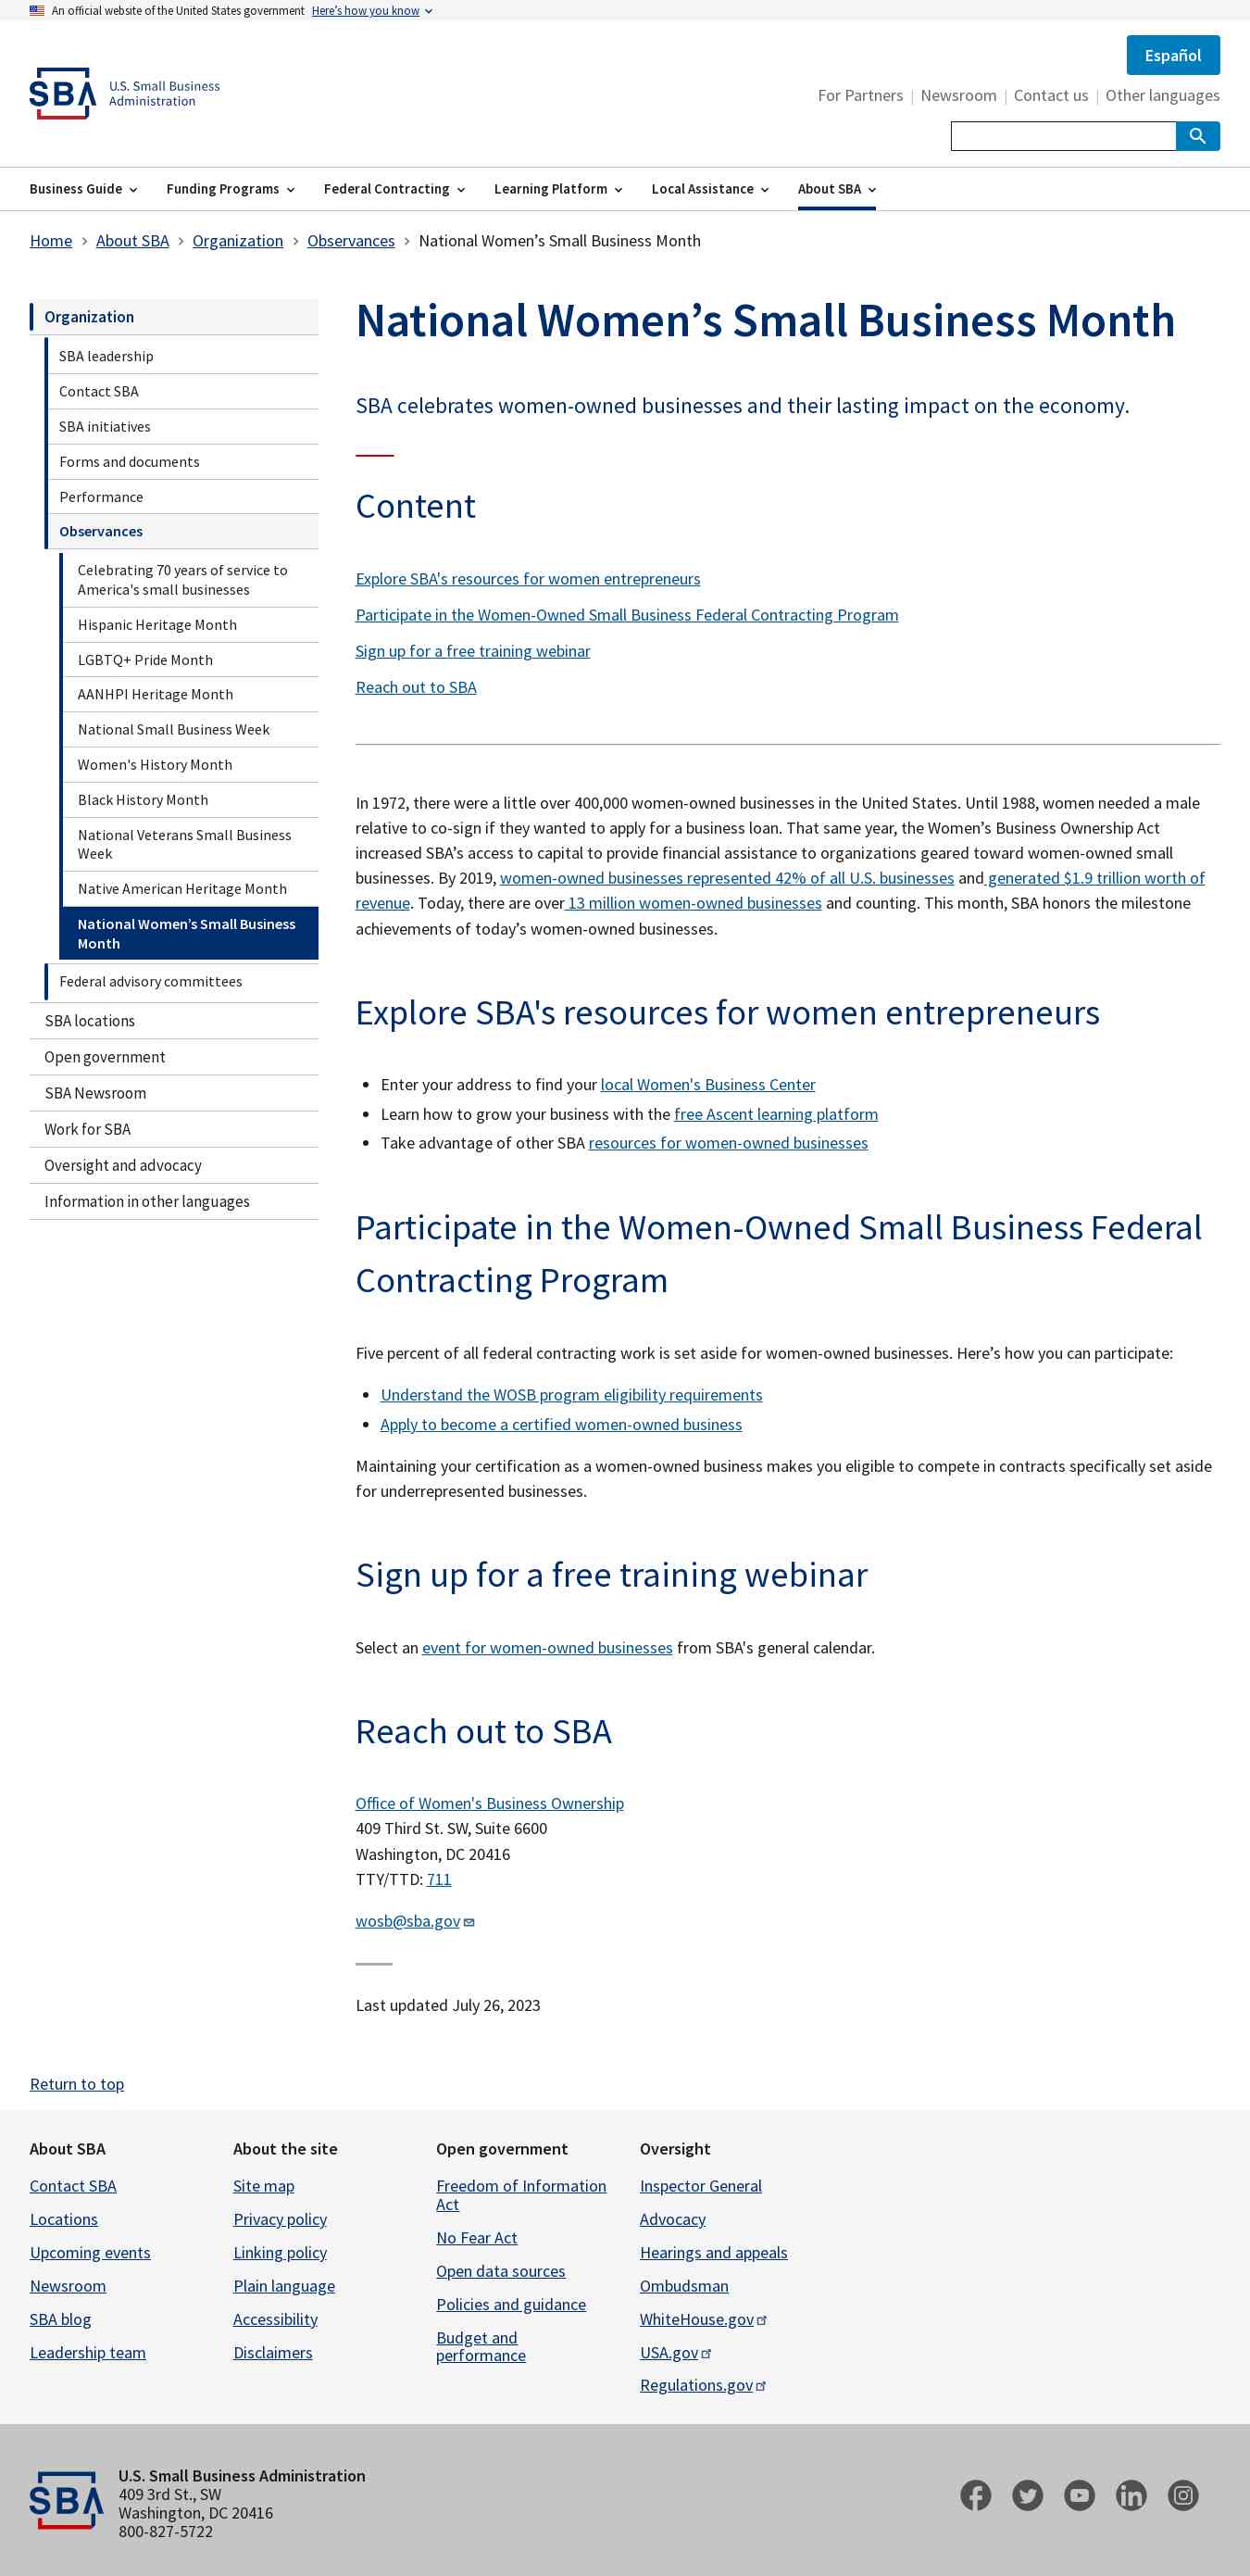 An official website of the United States government Here's how you know
Español
SBA U.S. Small Business
Administration
For Partners | Newsroom | Contact us | Other languages
Business Guide Funding Programs Federal Contracting Learning Platform Local Assistance About SBA
Home > About SBA > Organization > Observances > National Women’s Small Business Month
Organization
SBA leadership
Contact SBA
SBA initiatives
Forms and documents
Performance
Observances
Celebrating 70 years of service to
America's small businesses
Hispanic Heritage Month
LGBTQ+ Pride Month
AANHPI Heritage Month
National Small Business Week
Women's History Month
Black History Month
National Veterans Small Business
Week
Native American Heritage Month
National Women’s Small Business
Month
Federal advisory committees
SBA locations
Open government
SBA Newsroom
Work for SBA
Oversight and advocacy
Information in other languages
National Women’s Small Business Month
SBA celebrates women-owned businesses and their lasting impact on the economy.
Content
Explore SBA's resources for women entrepreneurs
Participate in the Women-Owned Small Business Federal Contracting Program
Sign up for a free training webinar
Reach out to SBA
In 1972, there were a little over 400,000 women-owned businesses in the United States. Until 1988, women needed a male
relative to co-sign if they wanted to apply for a business loan. That same year, the Women’s Business Ownership Act
increased SBA’s access to capital to provide financial assistance to organizations geared toward women-owned small
businesses. By 2019, women-owned businesses represented 42% of all U.S. businesses and generated $1.9 trillion worth of
revenue. Today, there are over 13 million women-owned businesses and counting. This month, SBA honors the milestone
achievements of today’s women-owned businesses.
Explore SBA's resources for women entrepreneurs
• Enter your address to find your local Women's Business Center
• Learn how to grow your business with the free Ascent learning platform
• Take advantage of other SBA resources for women-owned businesses
Participate in the Women-Owned Small Business Federal
Contracting Program
Five percent of all federal contracting work is set aside for women-owned businesses. Here’s how you can participate:
• Understand the WOSB program eligibility requirements
• Apply to become a certified women-owned business
Maintaining your certification as a women-owned business makes you eligible to compete in contracts specifically set aside
for underrepresented businesses.
Sign up for a free training webinar
Select an event for women-owned businesses from SBA's general calendar.
Reach out to SBA
Office of Women's Business Ownership
409 Third St. SW, Suite 6600
Washington, DC 20416
TTY/TTD: 711
wosb@sba.gov
Last updated July 26, 2023
Return to top
About SBA
Contact SBA
Locations
Upcoming events
Newsroom
SBA blog
Leadership team
About the site
Site map
Privacy policy
Linking policy
Plain language
Accessibility
Disclaimers
Open government
Freedom of Information
Act
No Fear Act
Open data sources
Policies and guidance
Budget and
performance
Oversight
Inspector General
Advocacy
Hearings and appeals
Ombudsman
WhiteHouse.gov
USA.gov
Regulations.gov
SBA
U.S. Small Business Administration
409 3rd St., SW
Washington, DC 20416
800-827-5722